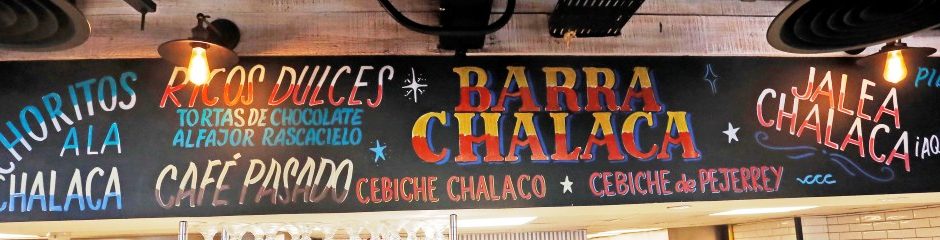 CHORITOS
A LA
CHALACA
RICOS DULCES
TORTAS DE CHOCOLATE
ALFAJOR RASCACIELO
CAFÉ PASADO
BARRA
CHALACA
CEBICHE CHALACO
CEBICHE de PEJERREY
JALEA
CHALACA